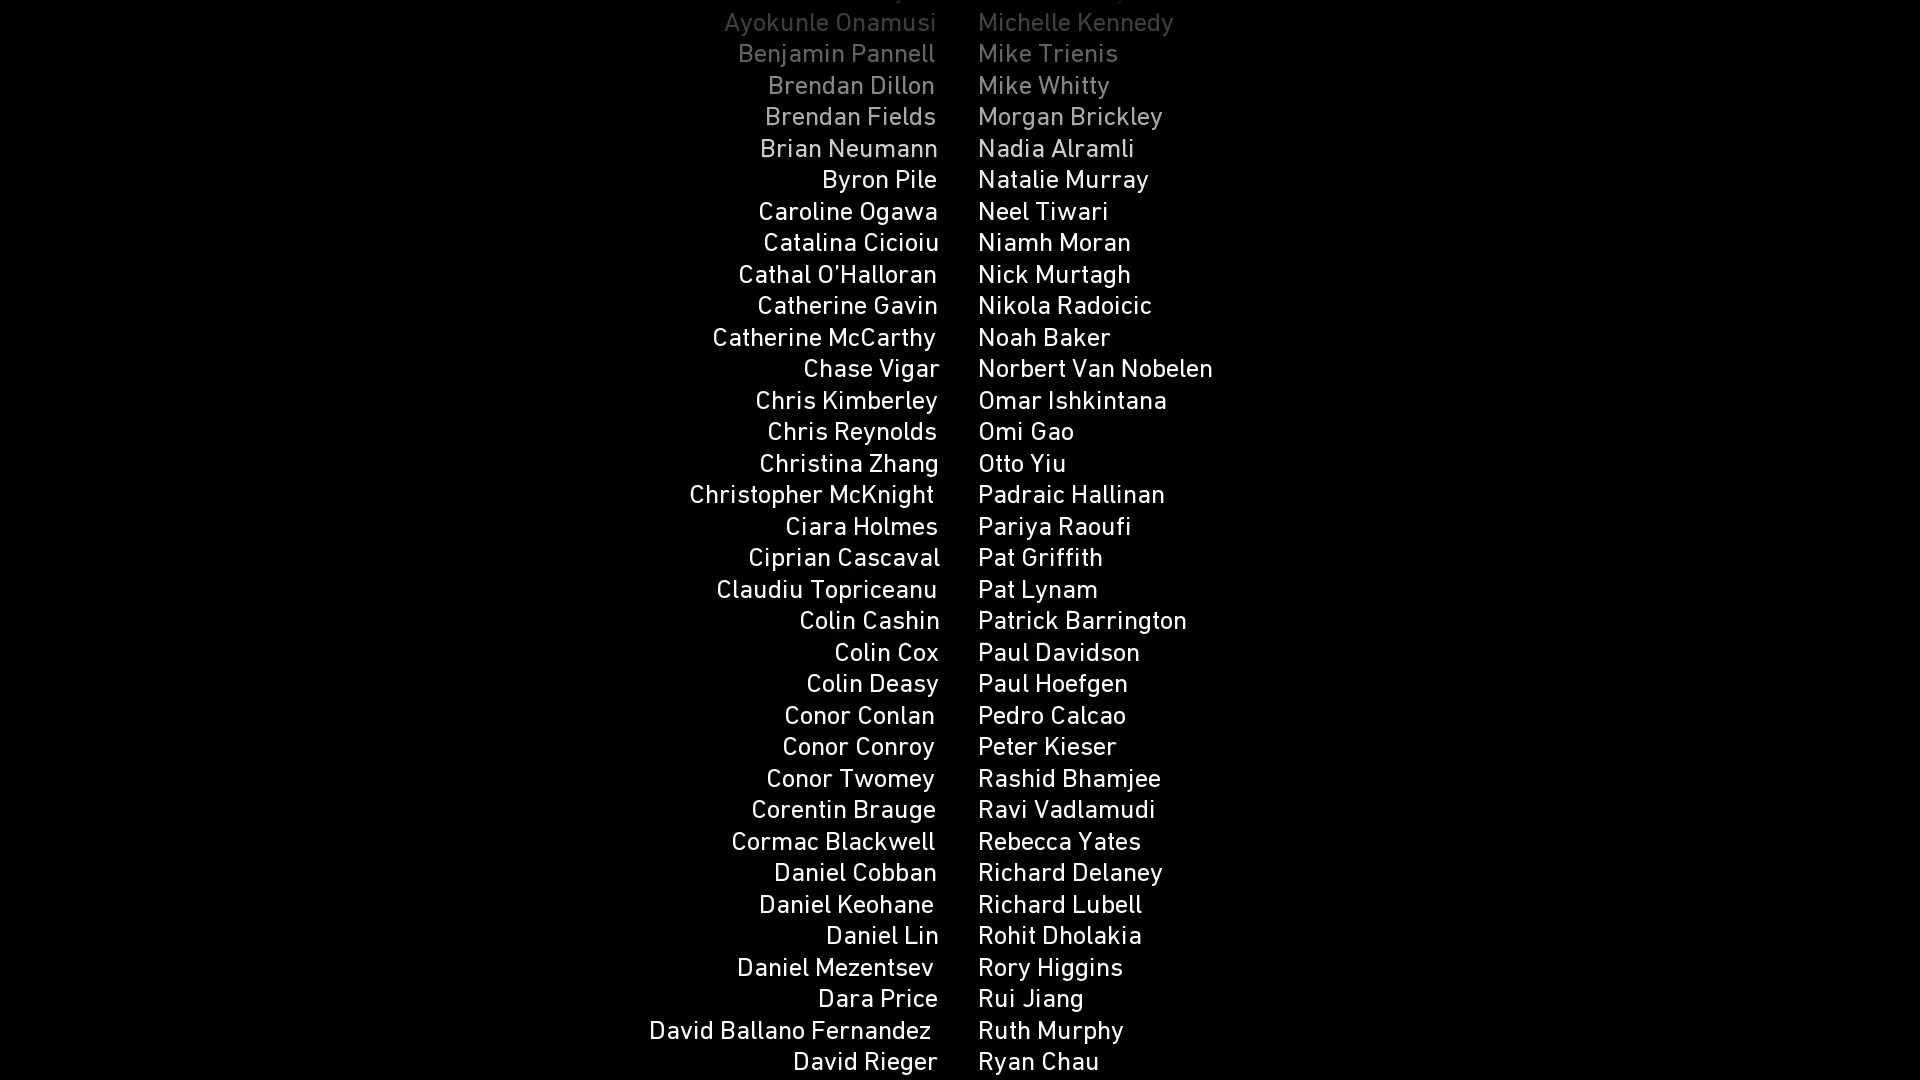 Ayokunle Onamusi Michelle Kennedy
Benjamin Pannell Mike Trienis
Brendan Dillon Mike Whitty
Brendan Fields Morgan Brickley
Brian Neumann Nadia Alramli
Byron Pile Natalie Murray
Caroline Ogawa Neel Tiwari
Catalina Cicioiu Niamh Moran
Cathal O’Halloran Nick Murtagh
Catherine Gavin Nikola Radoicic
Catherine McCarthy Noah Baker
Chase Vigar Norbert Van Nobelen
Chris Kimberley Omar Ishkintana
Chris Reynolds Omi Gao
Christina Zhang Otto Yiu
Christopher McKnight Padraic Hallinan
Ciara Holmes Pariya Raoufi
Ciprian Cascaval Pat Griffith
Claudiu Topriceanu Pat Lynam
Colin Cashin Patrick Barrington
Colin Cox Paul Davidson
Colin Deasy Paul Hoefgen
Conor Conlan Pedro Calcao
Conor Conroy Peter Kieser
Conor Twomey Rashid Bhamjee
Corentin Brauge Ravi Vadlamudi
Cormac Blackwell Rebecca Yates
Daniel Cobban Richard Delaney
Daniel Keohane Richard Lubell
Daniel Lin Rohit Dholakia
Daniel Mezentsev Rory Higgins
Dara Price Rui Jiang
David Ballano Fernandez Ruth Murphy
David Rieger Ryan Chau